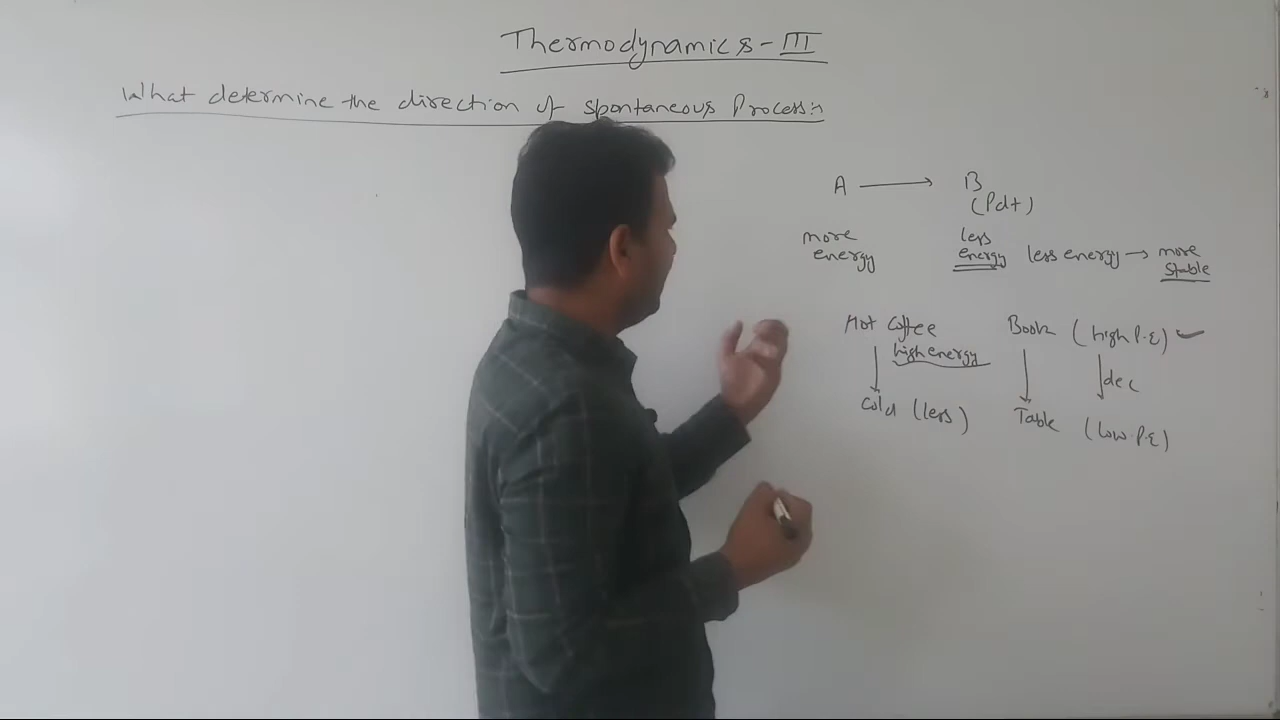 Thermodynamics - III
What determine the direction of spontaneous Process:-
A ⟶ B
(Pdt)
more energy
less energy
less energy → more stable
Hot Coffee
high energy
Cold (less)
Book (high P.E)
dec
Table (low P.E)